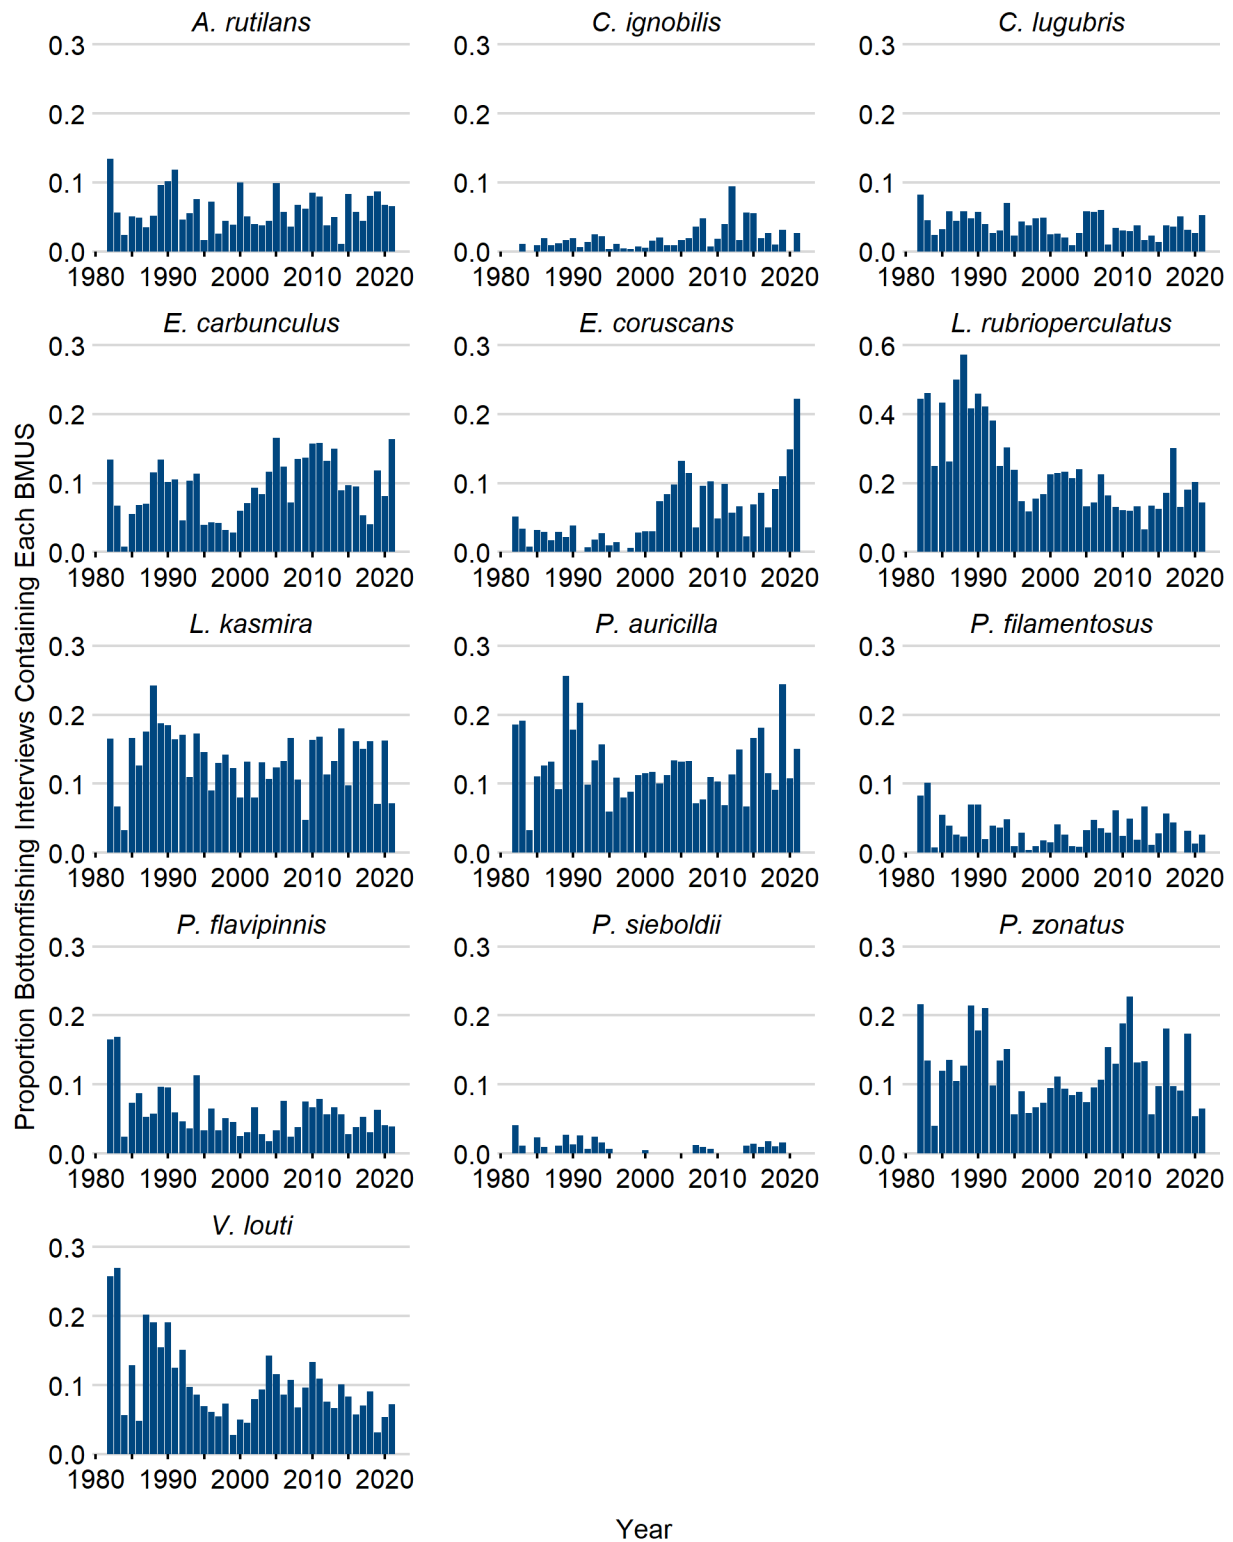 A. rutilans
C. ignobilis
C. lugubris
0.3
0.2
0.1
0.0
1980 1990 2000 2010 2020
0.3
0.2
0.1
0.0
1980 1990 2000 2010 2020
0.3
0.2
0.1
0.0
1980 1990 2000 2010 2020
E. carbunculus
E. coruscans
L. rubrioperculatus
0.3
0.2
0.1
0.0
1980 1990 2000 2010 2020
0.3
0.2
0.1
0.0
1980 1990 2000 2010 2020
0.6
0.4
0.2
0.0
1980 1990 2000 2010 2020
Proportion Bottomfishing Interviews Containing Each BMUS
L. kasmira
P. auricilla
P. filamentosus
0.3
0.2
0.1
0.0
1980 1990 2000 2010 2020
0.3
0.2
0.1
0.0
1980 1990 2000 2010 2020
0.3
0.2
0.1
0.0
1980 1990 2000 2010 2020
P. flavipinnis
P. sieboldii
P. zonatus
0.3
0.2
0.1
0.0
1980 1990 2000 2010 2020
0.3
0.2
0.1
0.0
1980 1990 2000 2010 2020
0.3
0.2
0.1
0.0
1980 1990 2000 2010 2020
V. louti
0.3
0.2
0.1
0.0
1980 1990 2000 2010 2020
Year